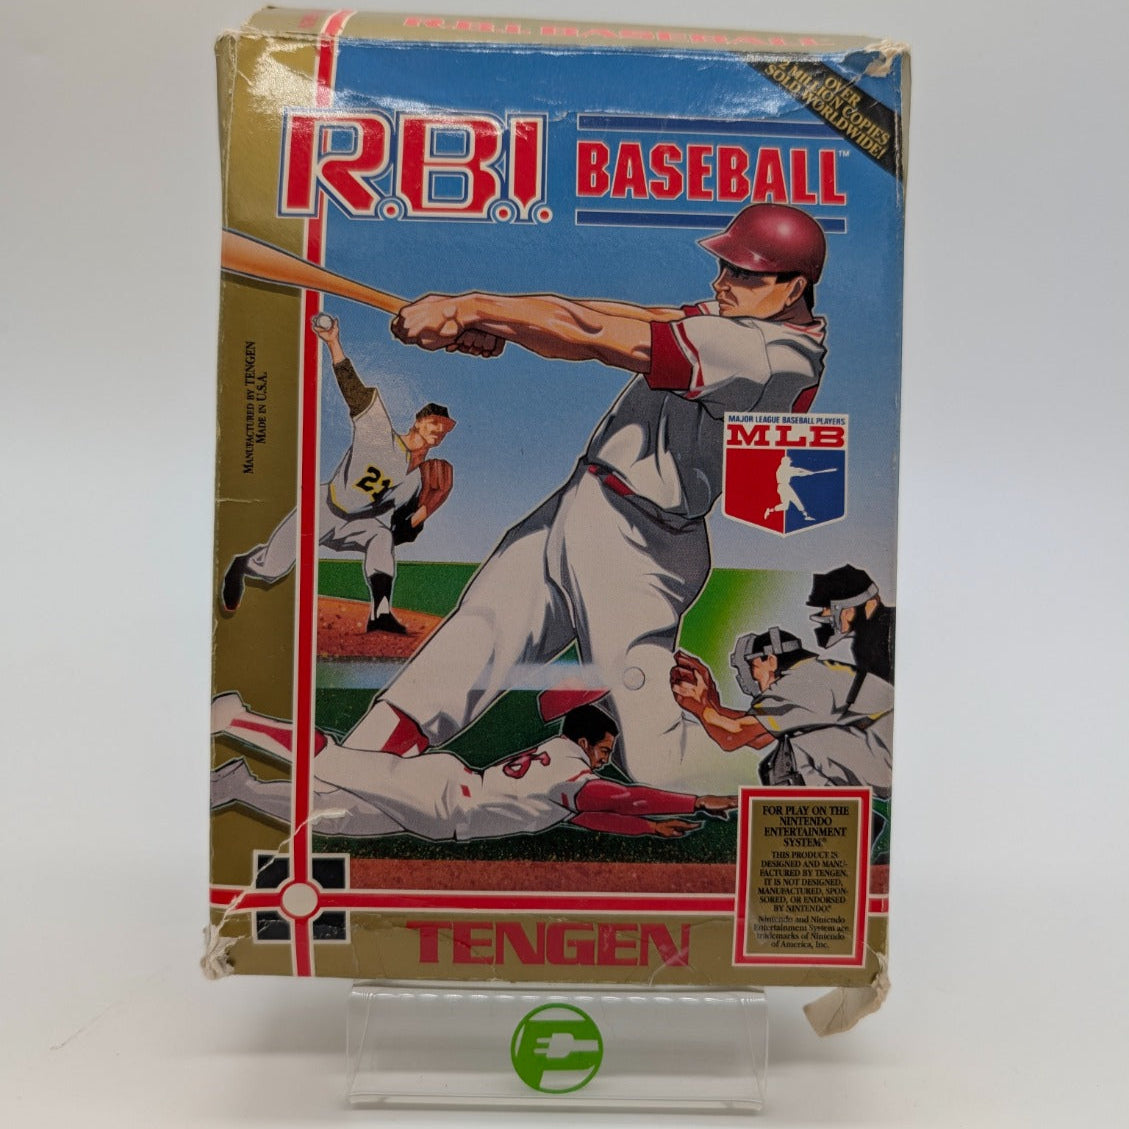 R.B.I. BASEBALL
OVER
2 MILLION COPIES
SOLD WORLDWIDE!
R.B.I. BASEBALL™
MANUFACTURED BY TENGEN
MADE IN U.S.A.
21
MAJOR LEAGUE BASEBALL PLAYERS
MLB
FOR PLAY ON THE
NINTENDO
ENTERTAINMENT
SYSTEM®
THIS PRODUCT IS
DESIGNED AND MANU-
FACTURED BY TENGEN.
IT IS NOT DESIGNED,
MANUFACTURED, SPON-
SORED, OR ENDORSED
BY NINTENDO®
Nintendo and Nintendo
Entertainment System are
trademarks of Nintendo
of America, Inc.
TENGEN